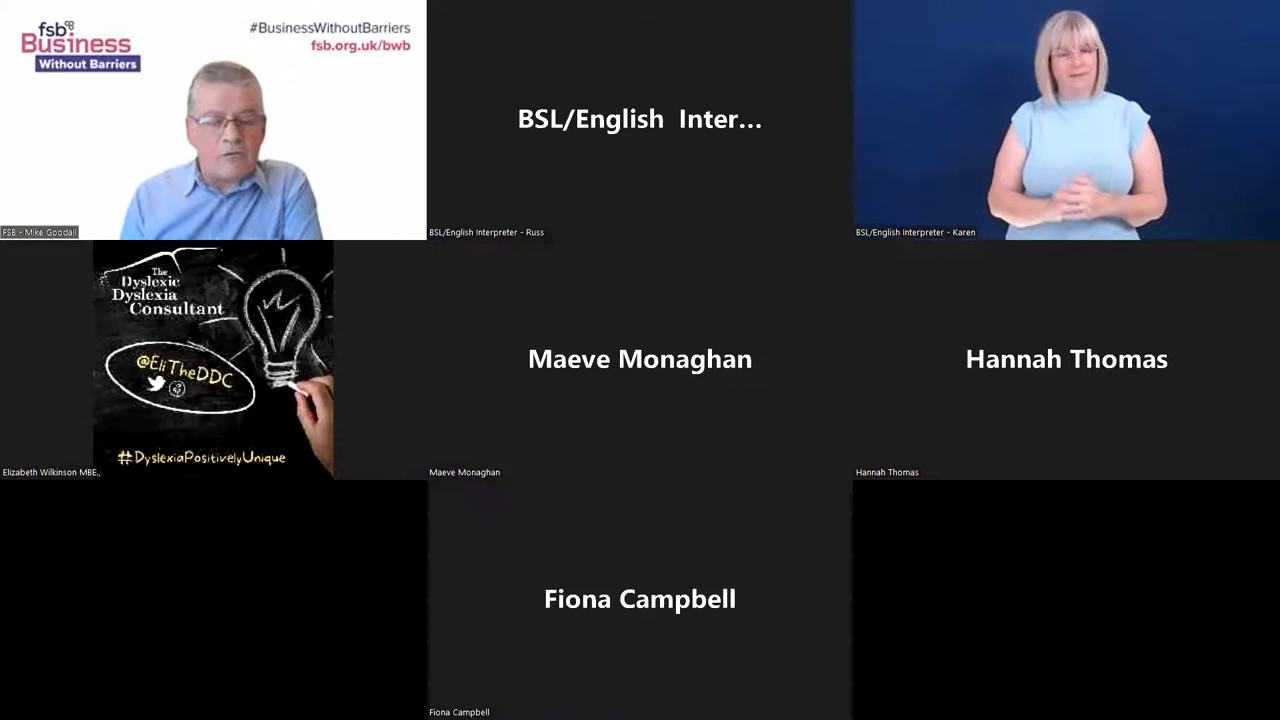 fsb
Business
Without Barriers
#BusinessWithoutBarriers
fsb.org.uk/bwb
FSB - Mike Goodall
BSL/English Inter...
BSL/English Interpreter - Russ
BSL/English Interpreter - Karen
The
Dyslexic
Dyslexia
Consultant
@EliTheDDC
#DyslexiaPositivelyUnique
Elizabeth Wilkinson MBE.,
Maeve Monaghan
Maeve Monaghan
Hannah Thomas
Hannah Thomas
Fiona Campbell
Fiona Campbell